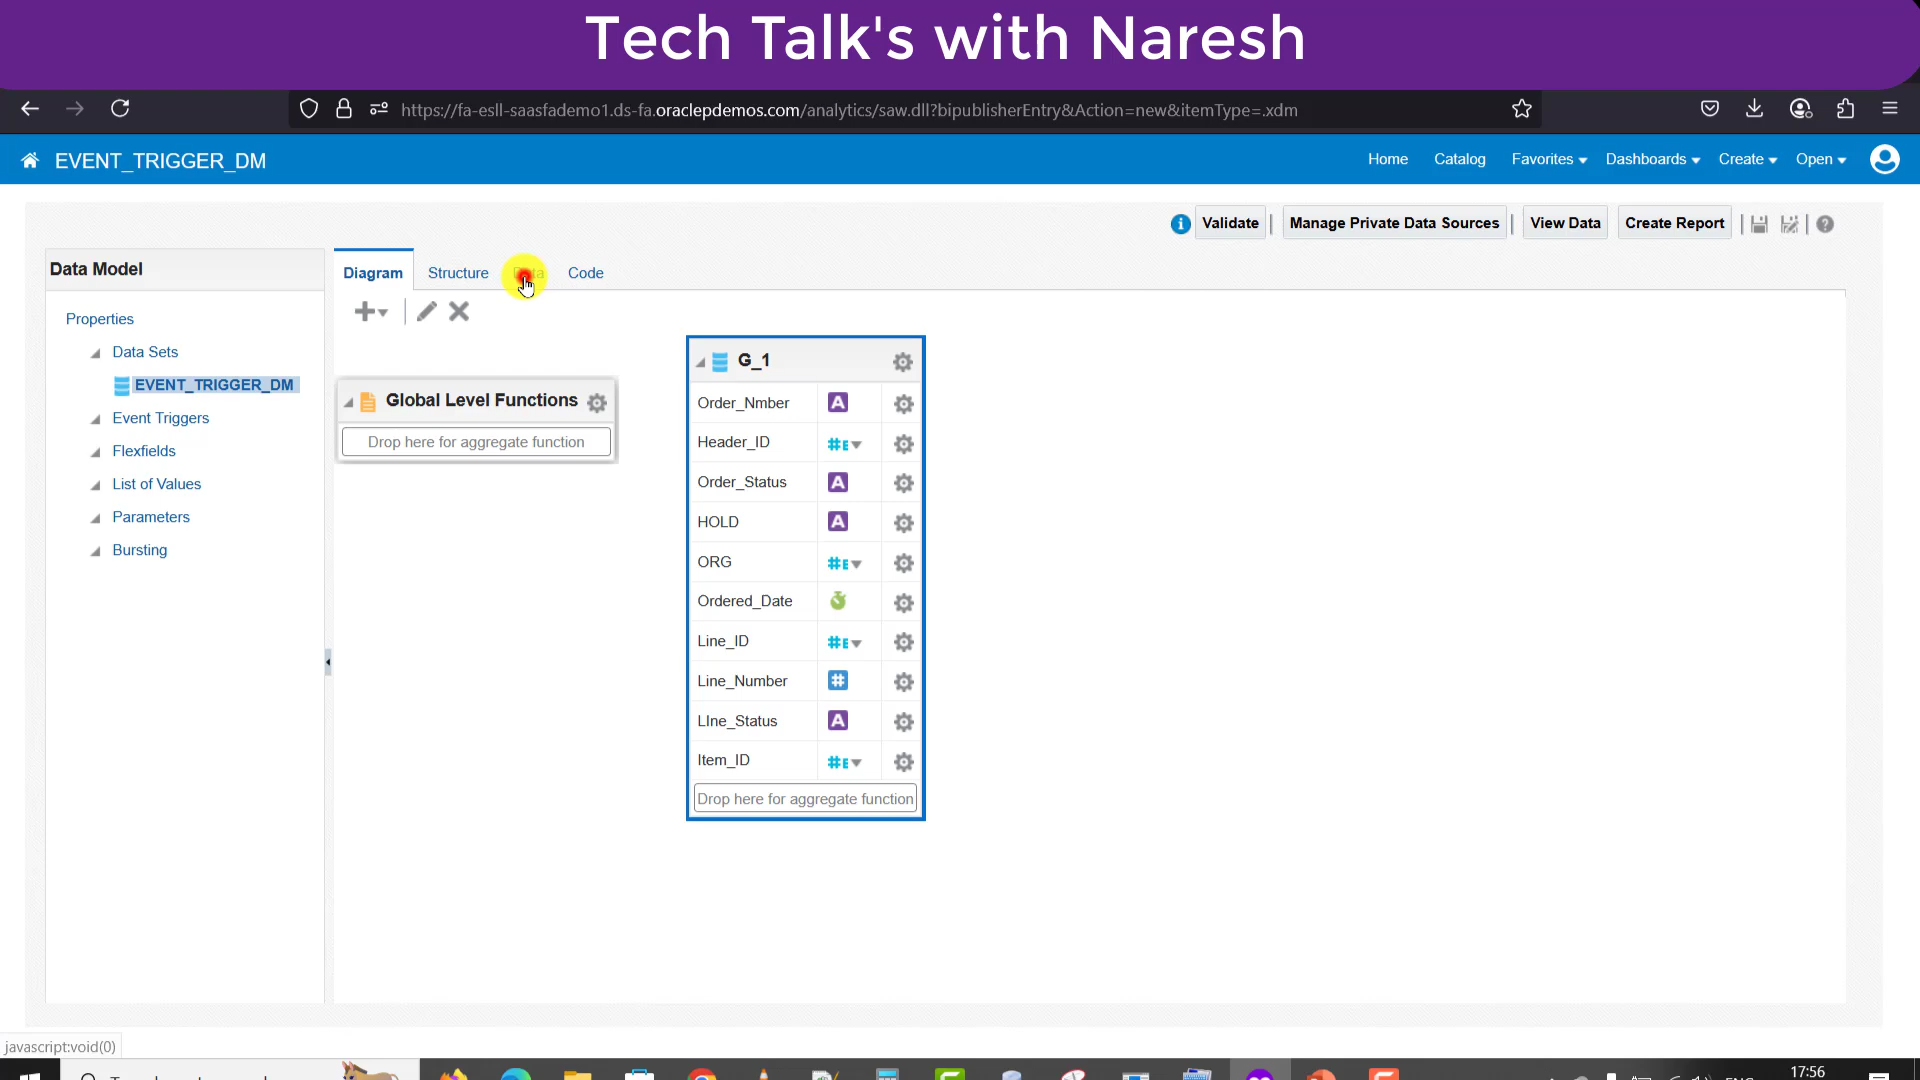 Tech Talk's with Naresh
https://fa-esll-saasfademo1.ds-fa.oraclepdemos.com/analytics/saw.dll?bipublisherEntry&Action=new&itemType=.xdm
EVENT_TRIGGER_DM
Home Catalog Favorites Dashboards Create Open
Validate Manage Private Data Sources View Data Create Report
Data Model
Diagram Structure Data Code
Properties
Data Sets
EVENT_TRIGGER_DM
Event Triggers
Flexfields
List of Values
Parameters
Bursting
Global Level Functions
Drop here for aggregate function
G_1
Order_Nmber
Header_ID
Order_Status
HOLD
ORG
Ordered_Date
Line_ID
Line_Number
LIne_Status
Item_ID
Drop here for aggregate function
javascript:void(0)
17:56